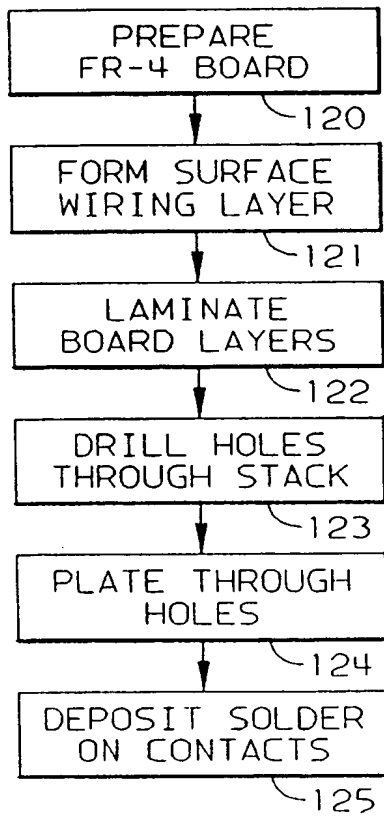 PREPARE
FR-4 BOARD
120
FORM SURFACE
WIRING LAYER
121
LAMINATE
BOARD LAYERS
122
DRILL HOLES
THROUGH STACK
123
PLATE THROUGH
HOLES
124
DEPOSIT SOLDER
ON CONTACTS
125